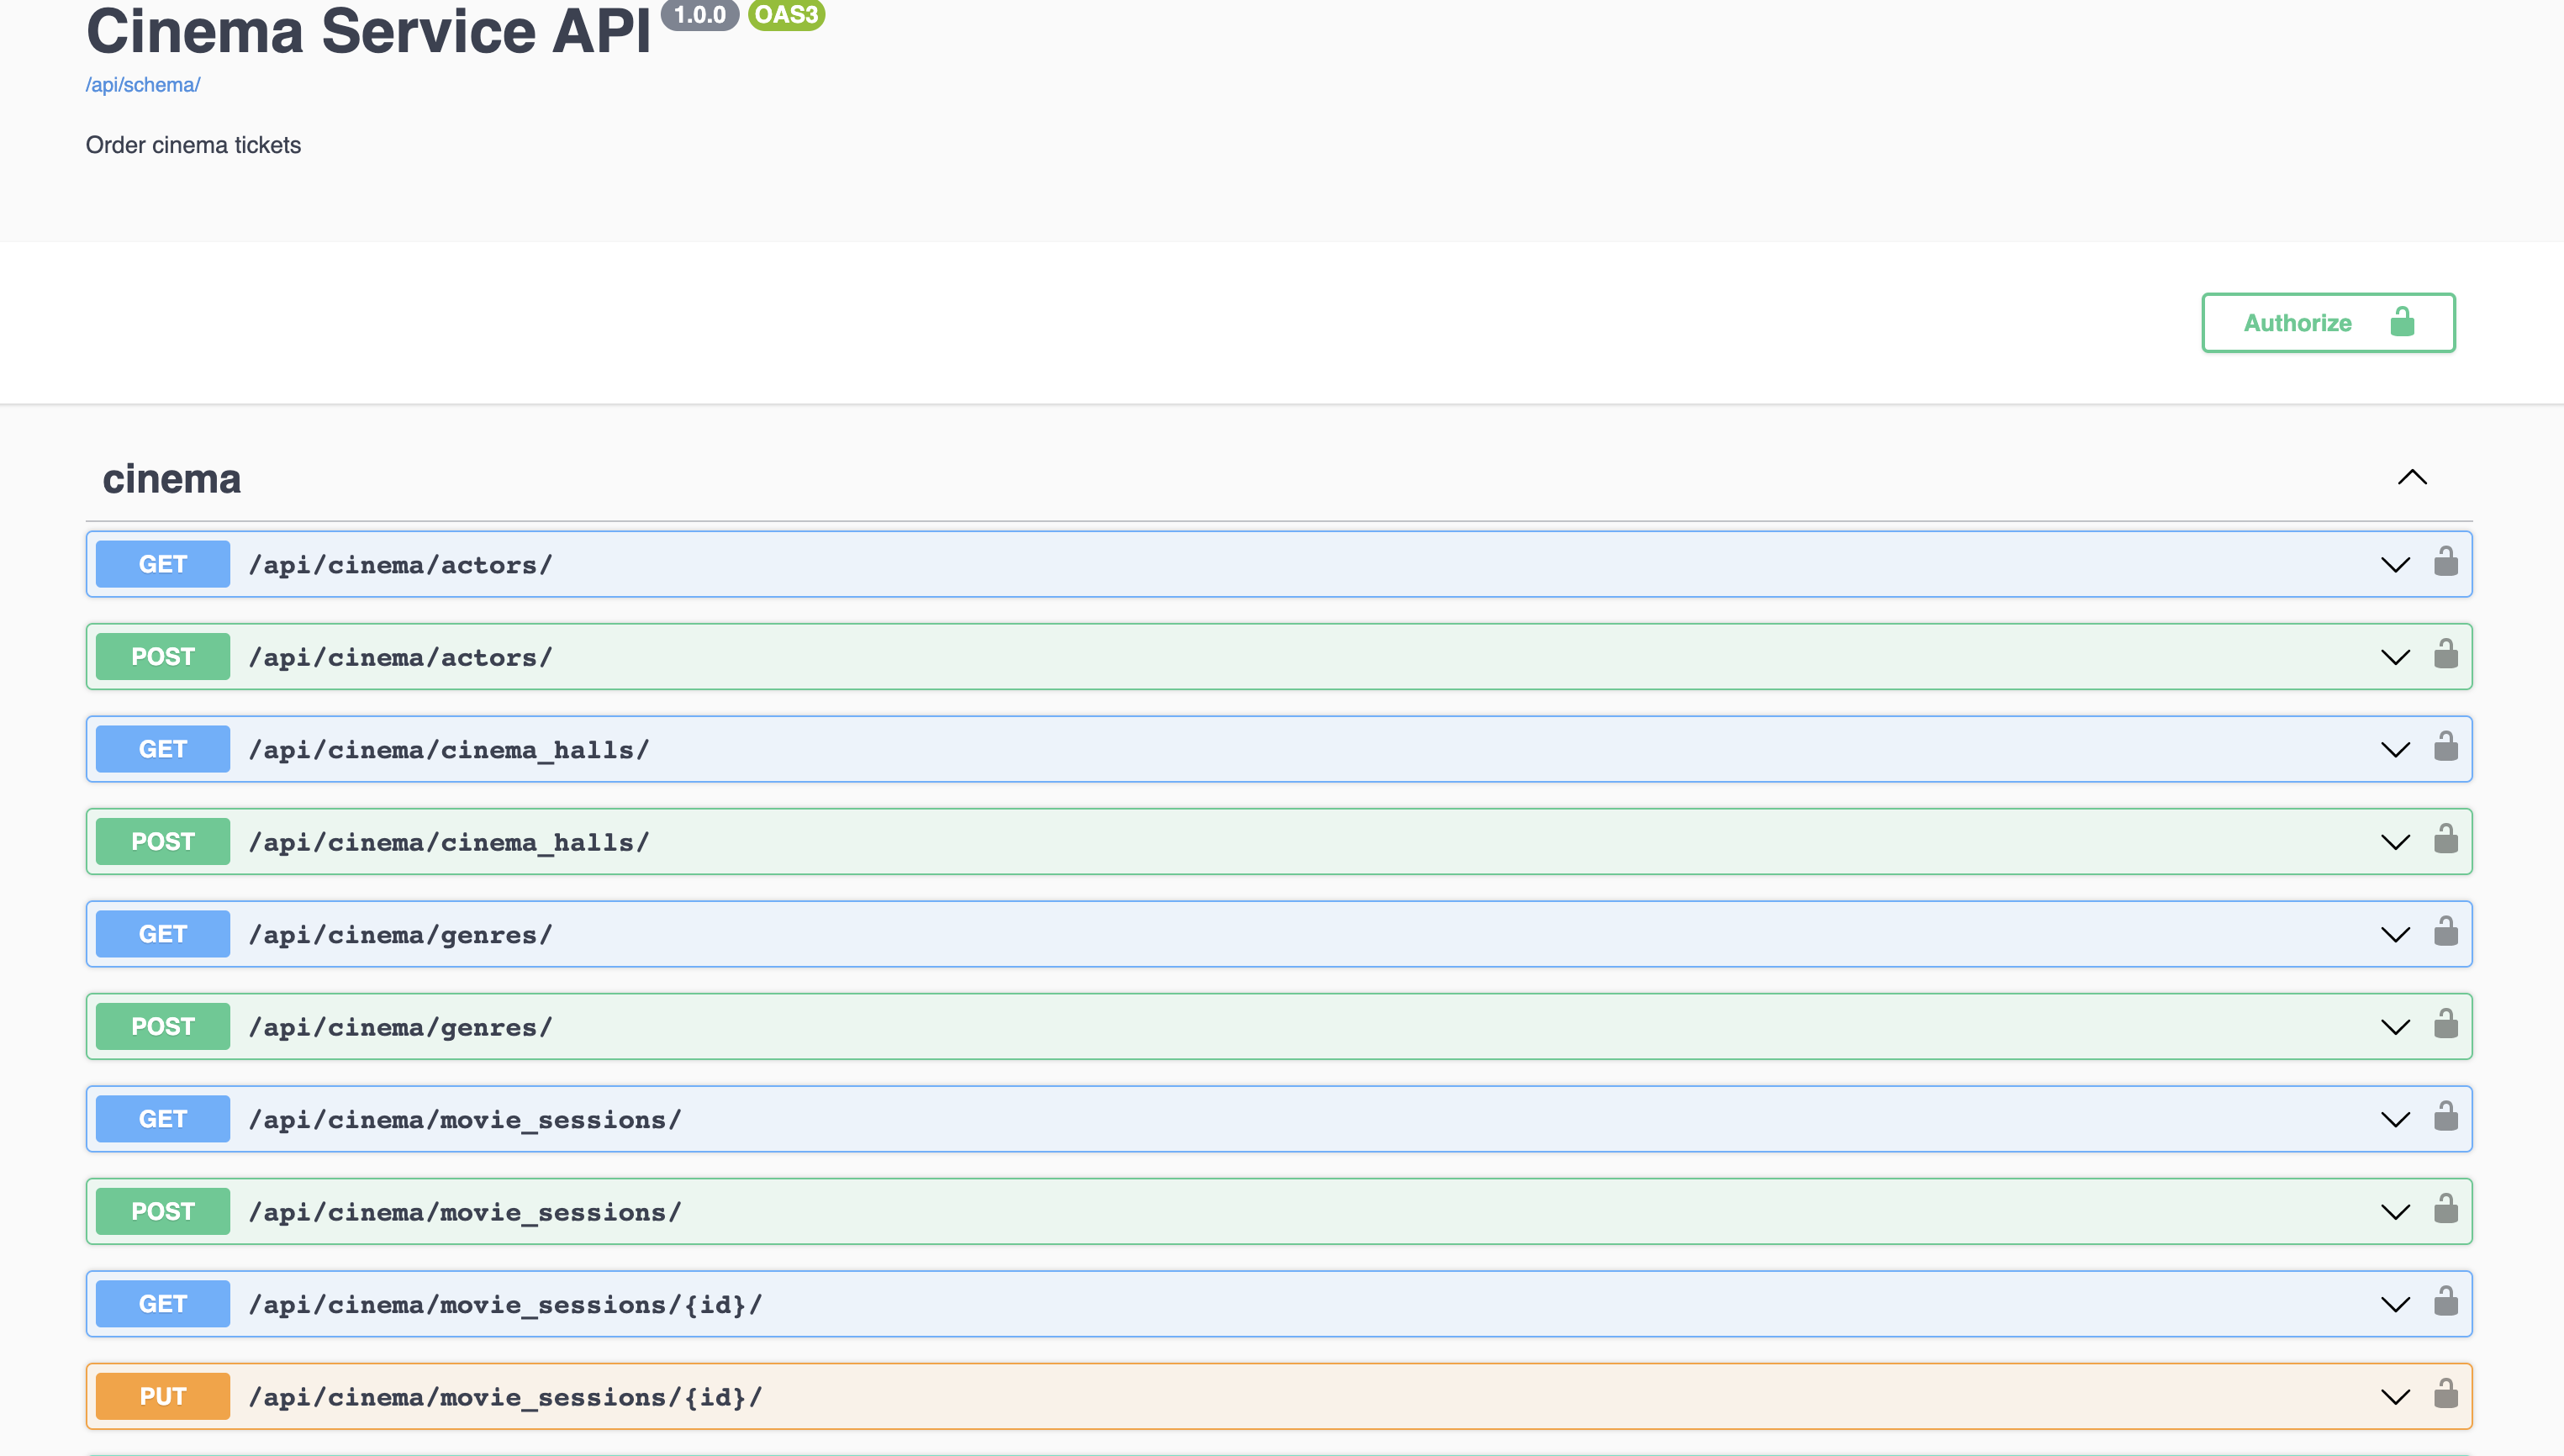 Cinema Service API 1.0.0 OAS3
/api/schema/
Order cinema tickets
Authorize
cinema
GET /api/cinema/actors/
POST /api/cinema/actors/
GET /api/cinema/cinema_halls/
POST /api/cinema/cinema_halls/
GET /api/cinema/genres/
POST /api/cinema/genres/
GET /api/cinema/movie_sessions/
POST /api/cinema/movie_sessions/
GET /api/cinema/movie_sessions/{id}/
PUT /api/cinema/movie_sessions/{id}/